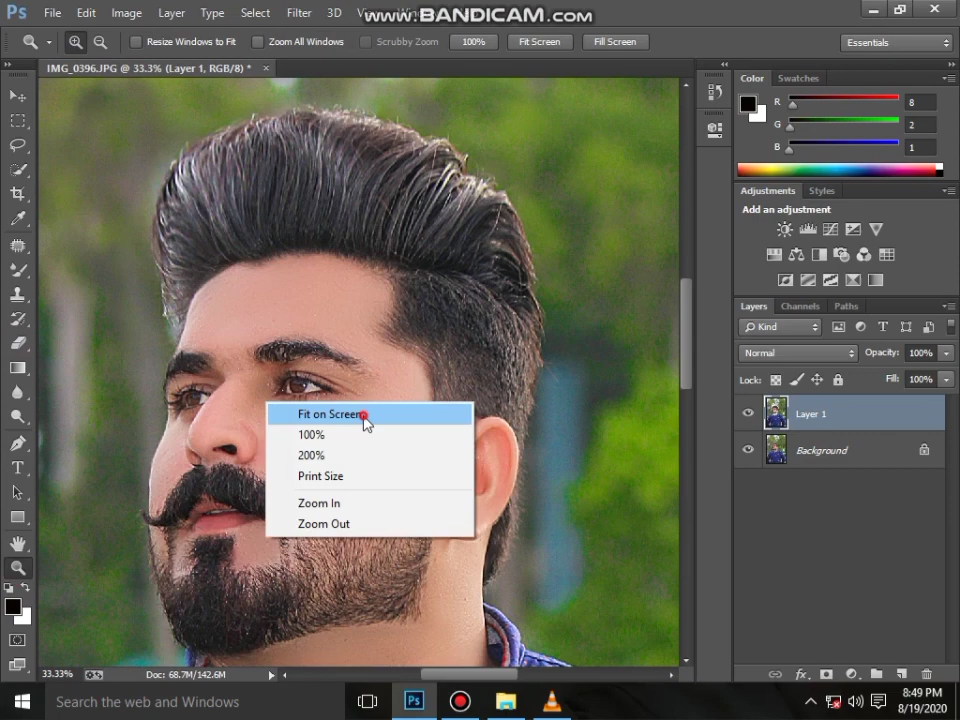 Ps File Edit Image Layer Type Select Filter 3D
www.BANDICAM.com
Resize Windows to Fit Zoom All Windows Scrubby Zoom 100% Fit Screen Fill Screen Essentials
IMG_0396.JPG @ 33.3% (Layer 1, RGB/8) * ×
Color Swatches
R 8
G 2
B 1
Adjustments Styles
Add an adjustment
Layers Channels Paths
Kind T
Normal Opacity: 100%
Lock: Fill: 100%
Layer 1
Background
Fit on Screen
100%
200%
Print Size
Zoom In
Zoom Out
T
33.33% Doc: 68.7M/142.6M
fx
Search the web and Windows Ps
8:49 PM
8/19/2020